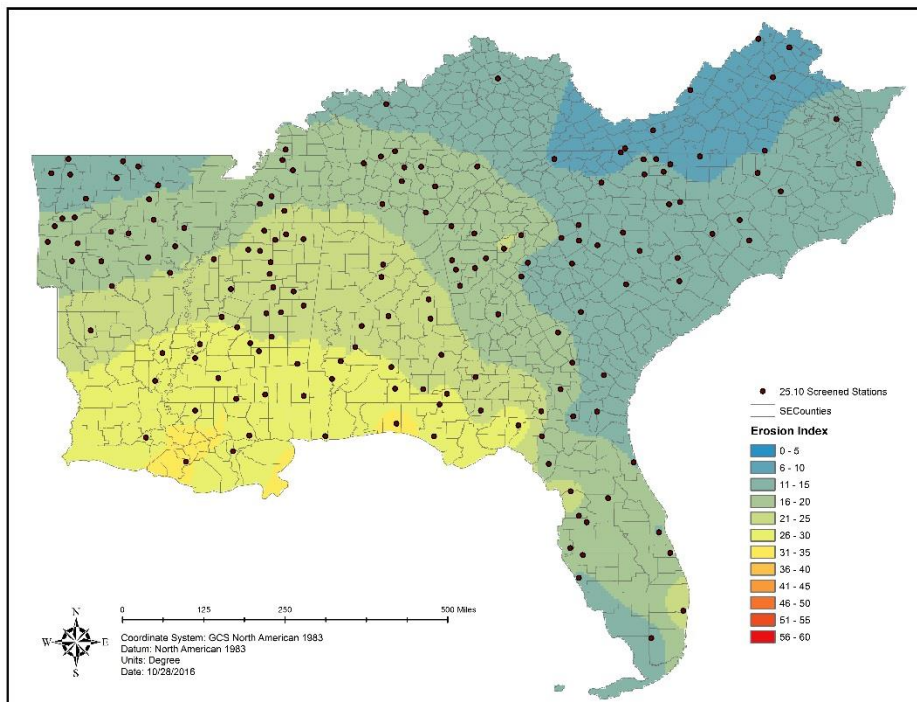 25.10 Screened Stations
SECounties
Erosion Index
0 - 5
6 - 10
11 - 15
16 - 20
21 - 25
26 - 30
31 - 35
36 - 40
41 - 45
46 - 50
51 - 55
56 - 60
N
W E
S
0 125 250 500 Miles
Coordinate System: GCS North American 1983
Datum: North American 1983
Units: Degree
Date: 10/28/2016